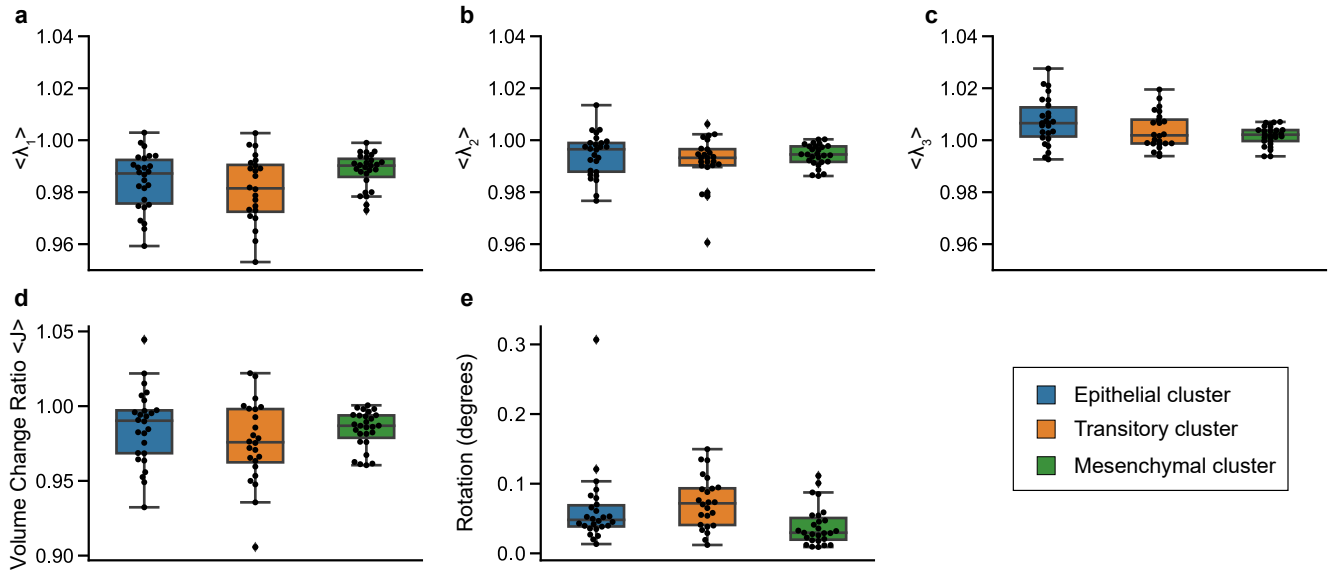 a
b
c
1.04
1.02
1.00
0.98
0.96
<λ₁>
1.04
1.02
1.00
0.98
0.96
<λ₂>
1.04
1.02
1.00
0.98
0.96
<λ₃>
d
e
1.05
1.00
0.95
0.90
Volume Change Ratio <J>
0.3
0.2
0.1
0.0
Rotation (degrees)
Epithelial cluster
Transitory cluster
Mesenchymal cluster